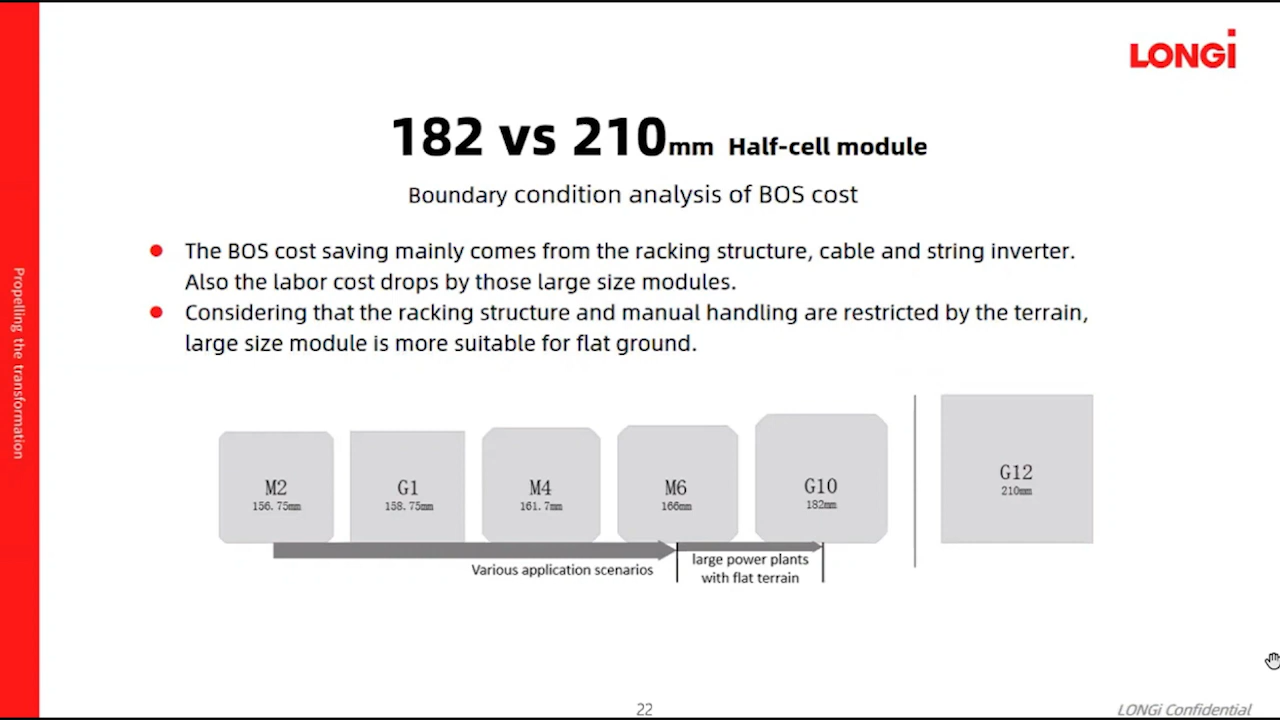 LONGi
182 vs 210mm Half-cell module
Boundary condition analysis of BOS cost
The BOS cost saving mainly comes from the racking structure, cable and string inverter.
Also the labor cost drops by those large size modules.
Considering that the racking structure and manual handling are restricted by the terrain,
large size module is more suitable for flat ground.
Propelling the transformation
M2
156.75mm
G1
158.75mm
M4
161.7mm
M6
166mm
G10
182mm
G12
210mm
Various application scenarios
large power plants
with flat terrain
22
LONGi Confidential